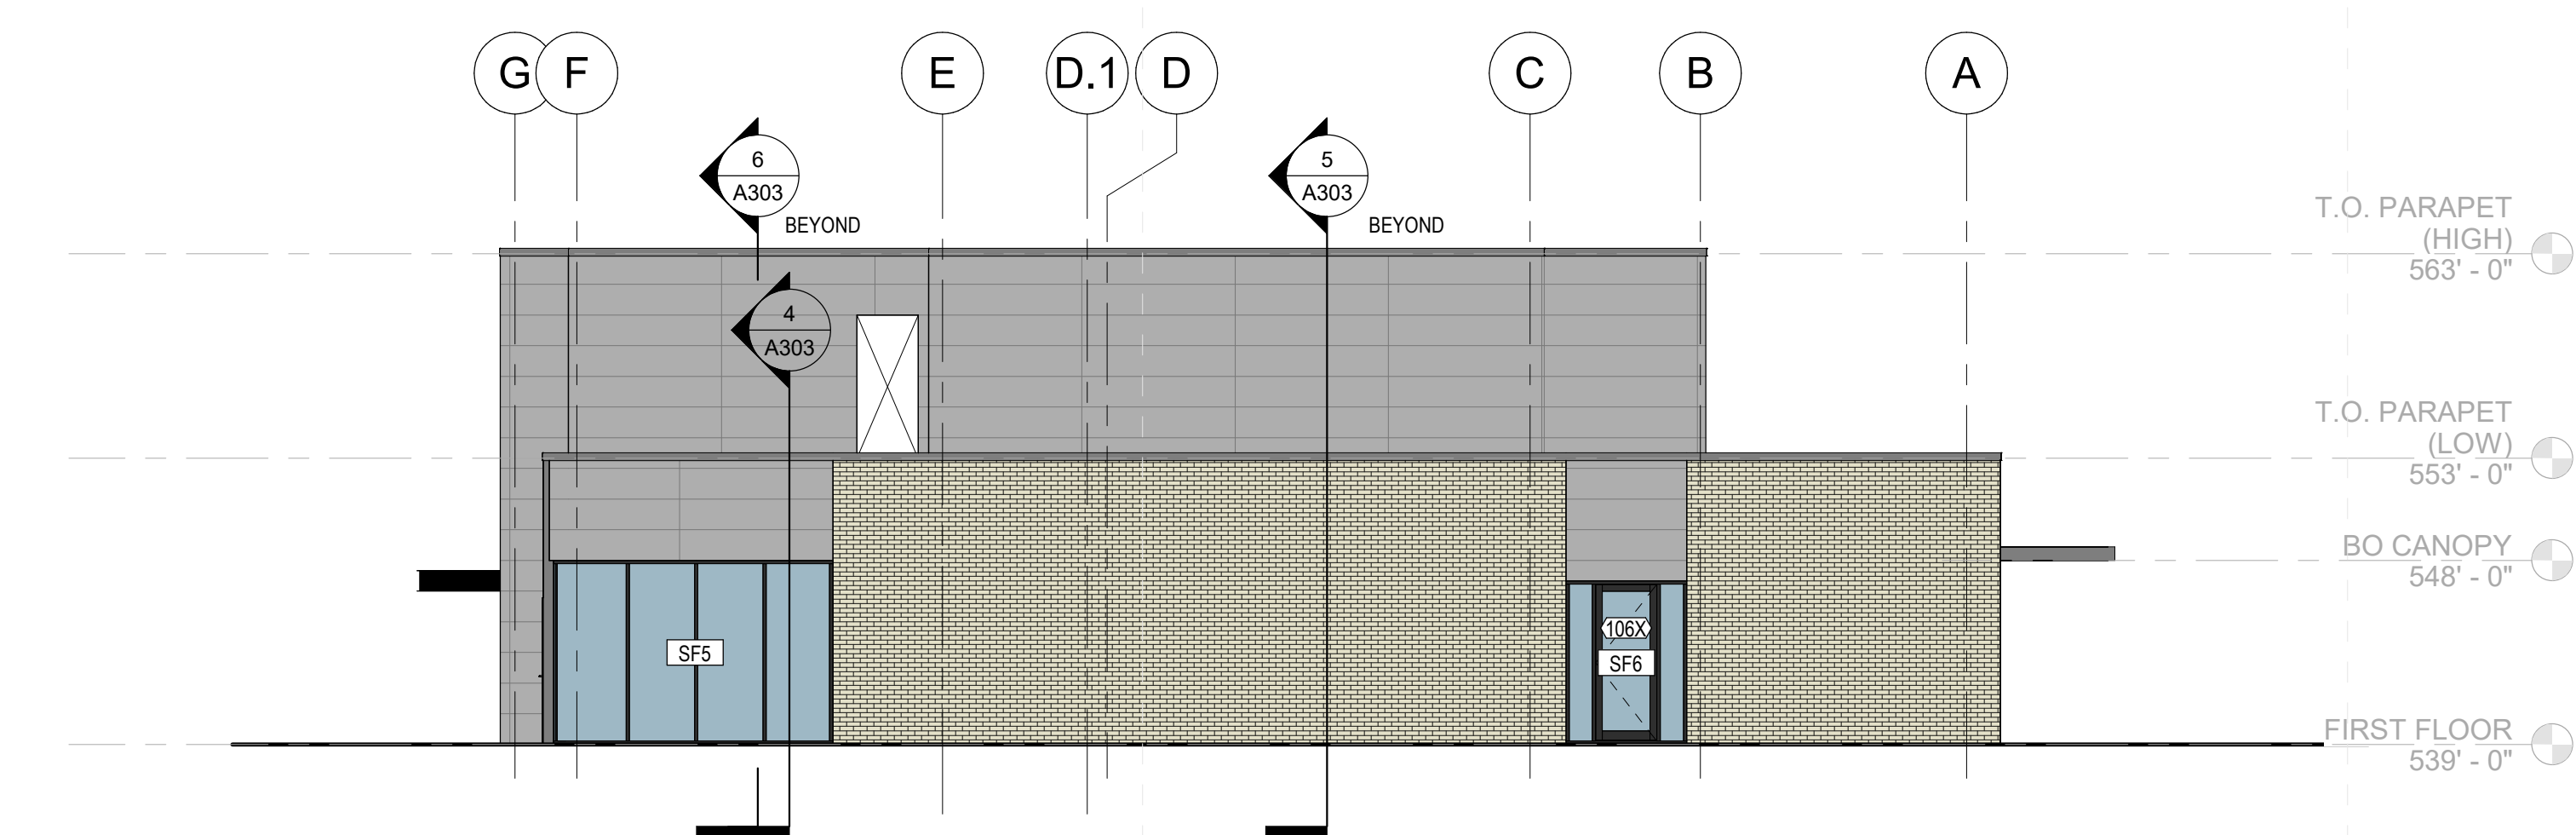 G
F
E
D.1
D
C
B
A
6
A303
BEYOND
5
A303
BEYOND
T.O. PARAPET
(HIGH)
563' - 0"
4
A303
T.O. PARAPET
(LOW)
553' - 0"
BO CANOPY
548' - 0"
SF5
106X
SF6
FIRST FLOOR
539' - 0"